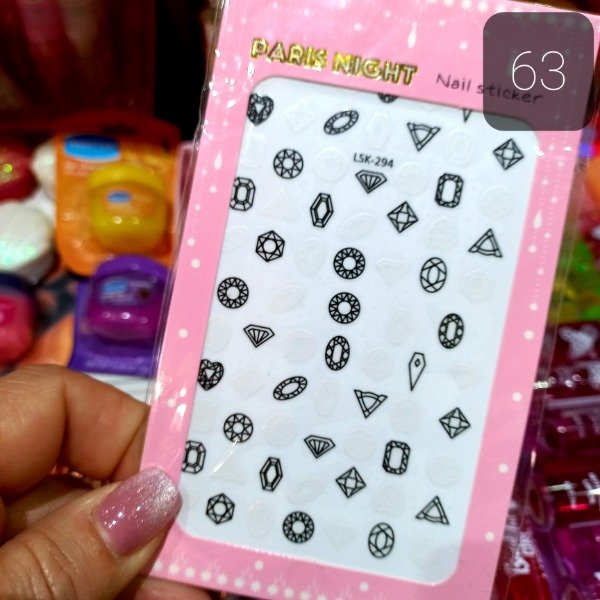 63
PARIS NIGHT
Nail sticker
LSK-294